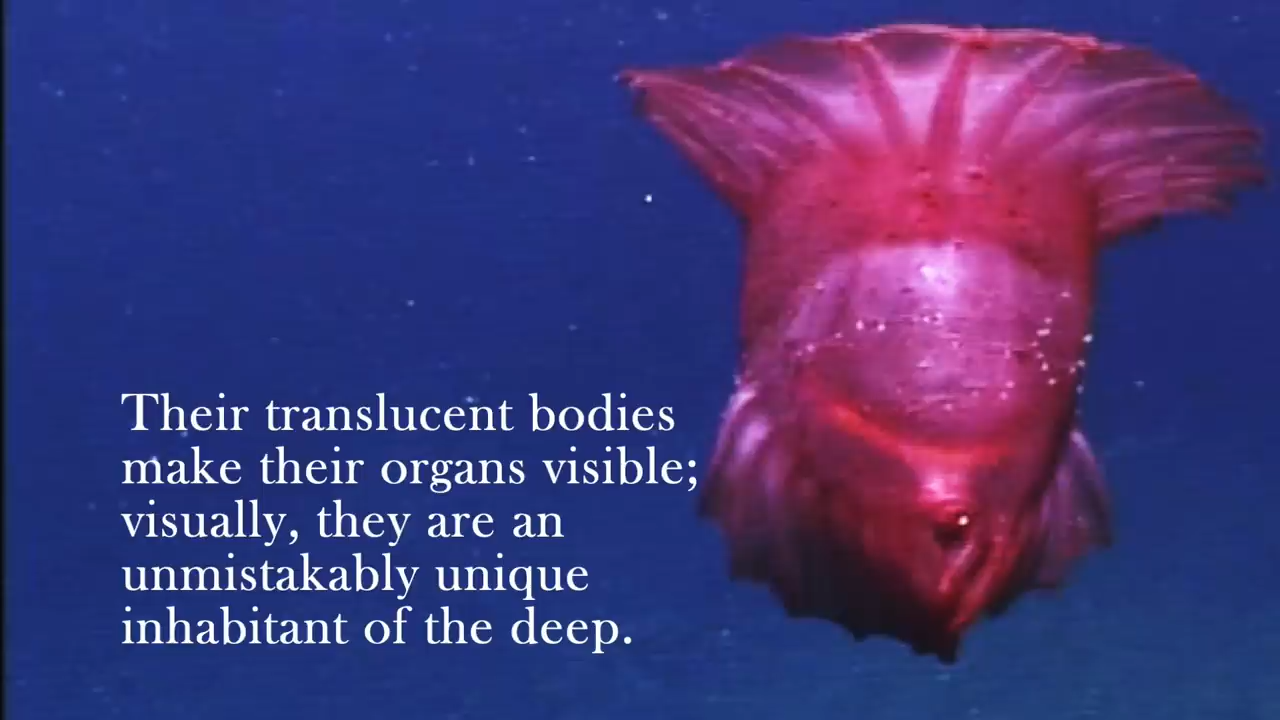 Their translucent bodies
make their organs visible;
visually, they are an
unmistakably unique
inhabitant of the deep.